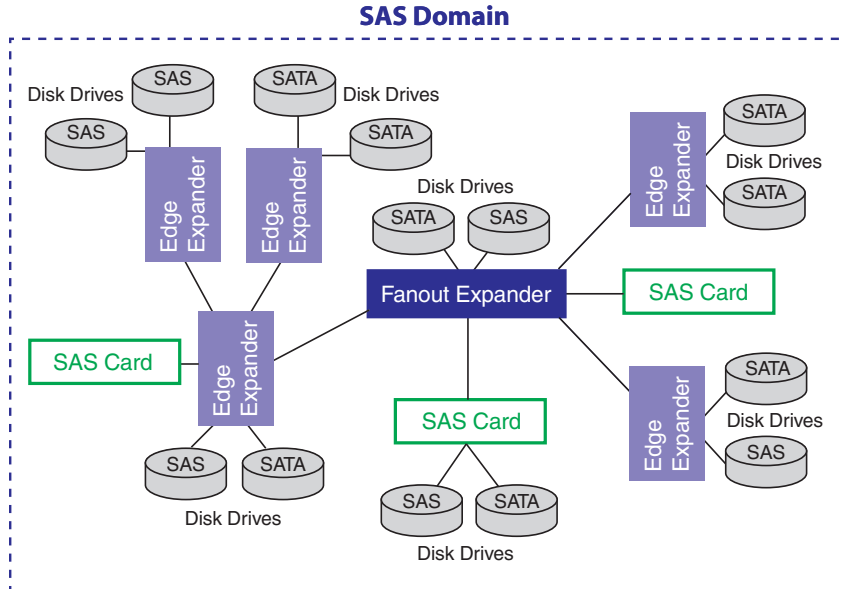 SAS Domain
SAS
SATA
Disk Drives
Disk Drives
SAS
SATA
Edge
Expander
Edge
Expander
SATA
Disk Drives
SATA
Edge
Expander
Disk Drives
SATA
SAS
Fanout Expander
SAS Card
SAS Card
Edge
Expander
SAS
SATA
Disk Drives
SAS Card
SAS
SATA
Disk Drives
Edge
Expander
SATA
Disk Drives
SAS